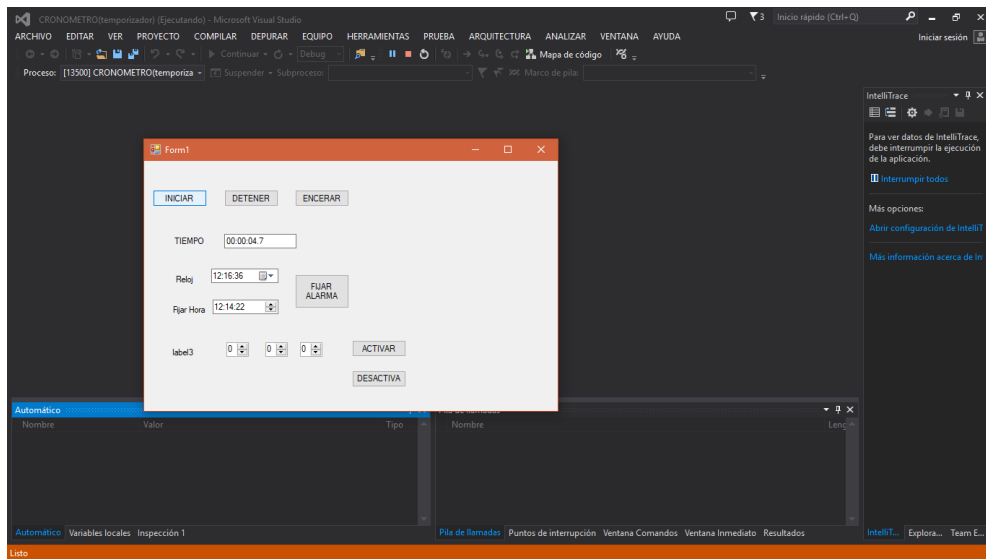 CRONOMETRO(temporizador) (Ejecutando) - Microsoft Visual Studio
3 Inicio rápido (Ctrl+Q)
ARCHIVO EDITAR VER PROYECTO COMPILAR DEPURAR EQUIPO HERRAMIENTAS PRUEBA ARQUITECTURA ANALIZAR VENTANA AYUDA Iniciar sesión
Continuar Debug Mapa de código
Proceso: [13500] CRONOMETRO(temporiza Suspender Subproceso: Marco de pila:
IntelliTrace
Para ver datos de IntelliTrace,
debe interrumpir la ejecución
de la aplicación.
Interrumpir todos
Más opciones:
Abrir configuración de IntelliT
Más información acerca de In
Form1
INICIAR DETENER ENCERAR
TIEMPO 00:00:04.7
Reloj 12:16:36
FIJAR
ALARMA
Fijar Hora 12:14:22
label3 0 0 0 ACTIVAR
DESACTIVA
Automático
Nombre Valor Tipo
Pila de llamadas
Nombre Leng
Automático Variables locales Inspección 1
Pila de llamadas Puntos de interrupción Ventana Comandos Ventana Inmediato Resultados
IntelliT... Explora... Team E...
Listo